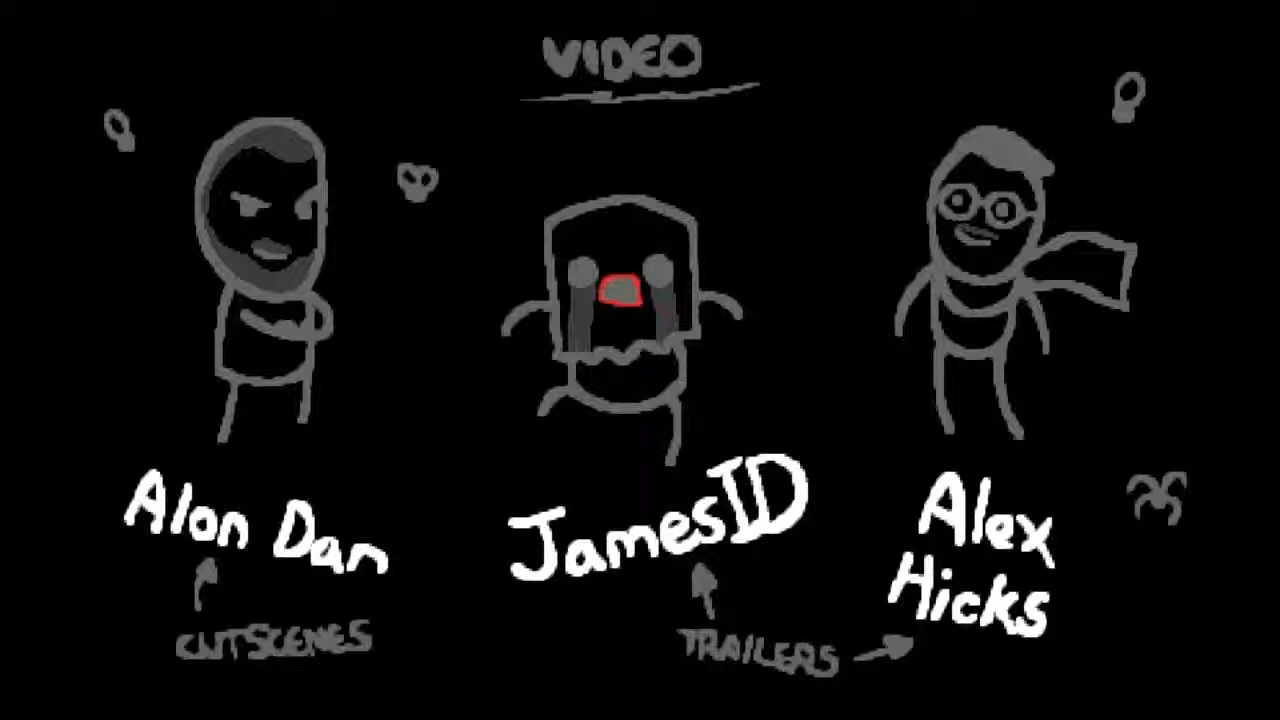 VIDEO
Alon Dan
JamesID
Alex
Hicks
CUTSCENES
TRAILERS